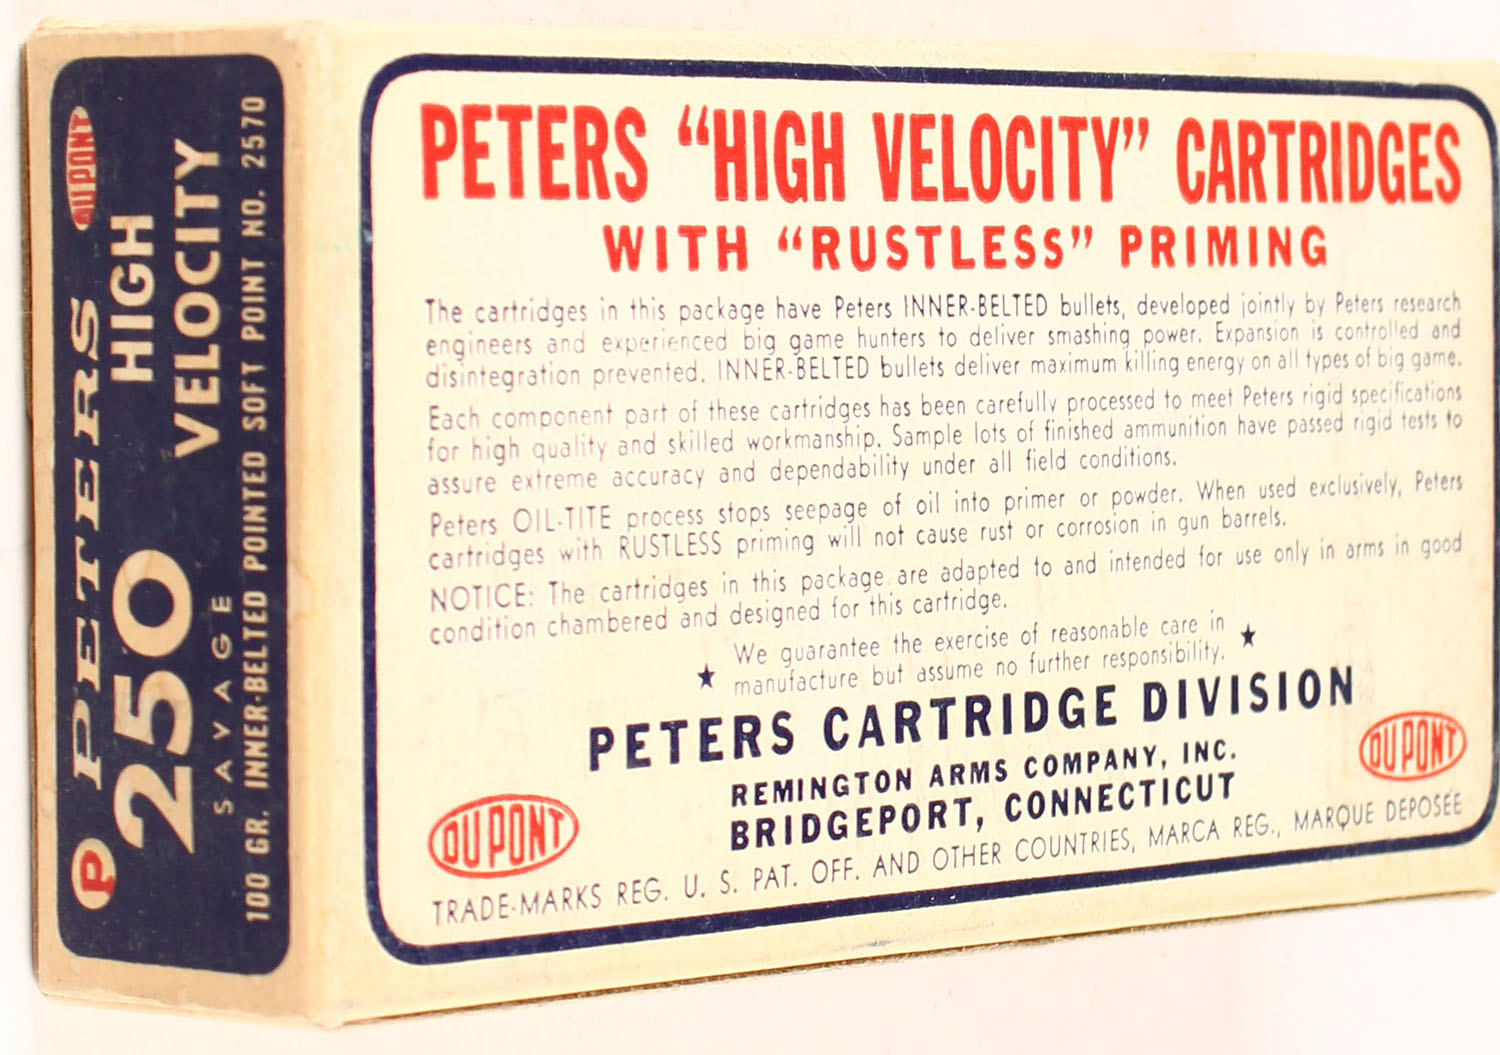 P PETERS DUPONT
250 HIGH
VELOCITY
SAVAGE
100 GR. INNER-BELTED POINTED SOFT POINT NO. 2570
PETERS "HIGH VELOCITY" CARTRIDGES
WITH "RUSTLESS" PRIMING
The cartridges in this package have Peters INNER-BELTED bullets, developed jointly by Peters research
engineers and experienced big game hunters to deliver smashing power. Expansion is controlled and
disintegration prevented. INNER-BELTED bullets deliver maximum killing energy on all types of big game.
Each component part of these cartridges has been carefully processed to meet Peters rigid specifications
for high quality and skilled workmanship. Sample lots of finished ammunition have passed rigid tests to
assure extreme accuracy and dependability under all field conditions.
Peters OIL-TITE process stops seepage of oil into primer or powder. When used exclusively, Peters
cartridges with RUSTLESS priming will not cause rust or corrosion in gun barrels.
NOTICE: The cartridges in this package are adapted to and intended for use only in arms in good
condition chambered and designed for this cartridge.
We guarantee the exercise of reasonable care in
manufacture but assume no further responsibility.
PETERS CARTRIDGE DIVISION
REMINGTON ARMS COMPANY, INC.
BRIDGEPORT, CONNECTICUT
DU PONT
DU PONT
TRADE-MARKS REG. U. S. PAT. OFF. AND OTHER COUNTRIES, MARCA REG., MARQUE DEPOSÉE